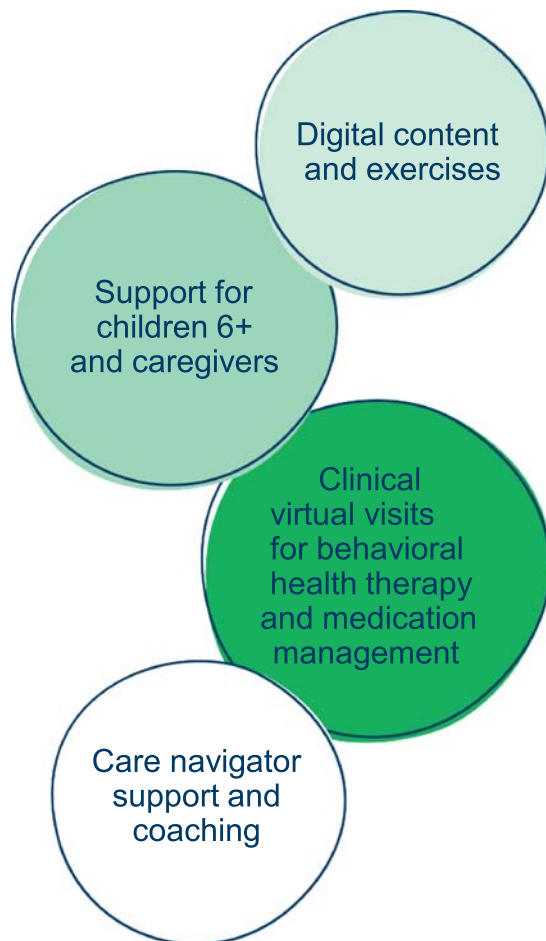 Digital content
and exercises
Support for
children 6+
and caregivers
Clinical
virtual visits
for behavioral
health therapy
and medication
management
Care navigator
support and
coaching